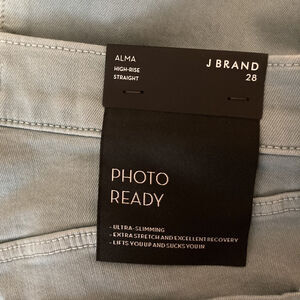 ALMA
HIGH-RISE
STRAIGHT
J BRAND
28
PHOTO
READY
- ULTRA-SLIMMING
- EXTRA STRETCH AND EXCELLENT RECOVERY
- LIFTS YOU UP AND SUCKS YOU IN